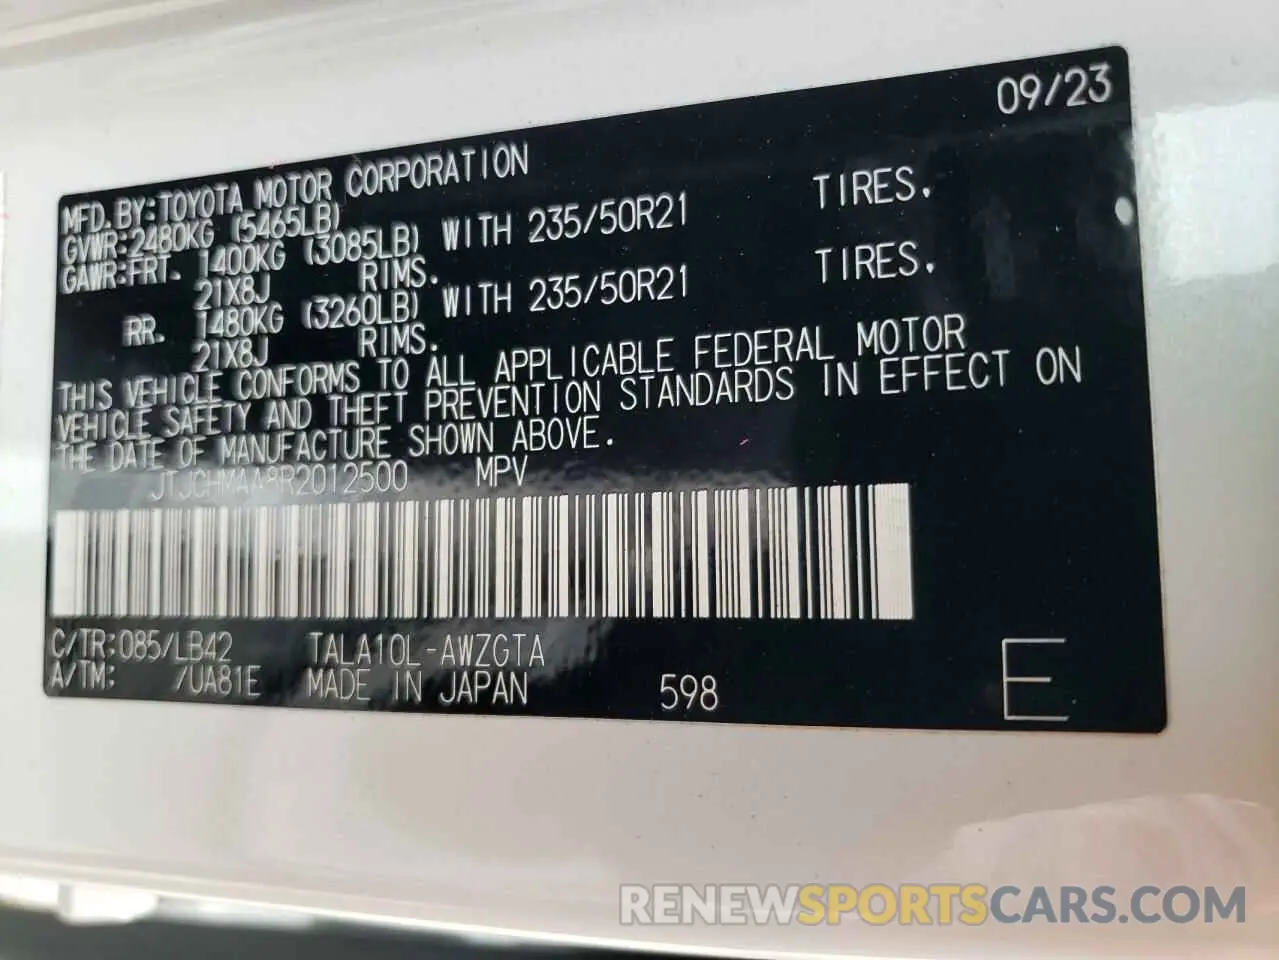 09/23
MFD.BY:TOYOTA MOTOR CORPORATION
GVWR:2480KG (5465LB)
GAWR:FRT. 1400KG (3085LB) WITH 235/50R21 TIRES.
21X8J RIMS.
RR. 1480KG (3260LB) WITH 235/50R21 TIRES.
21X8J RIMS.
THIS VEHICLE CONFORMS TO ALL APPLICABLE FEDERAL MOTOR
VEHICLE SAFETY AND THEFT PREVENTION STANDARDS IN EFFECT ON
THE DATE OF MANUFACTURE SHOWN ABOVE.
JTJCHMAA8R2012500 MPV
C/TR:085/LB42 TALA10L-AWZGTA
A/TM: /UA81E MADE IN JAPAN 598 E
RENEWSPORTSCARS.COM